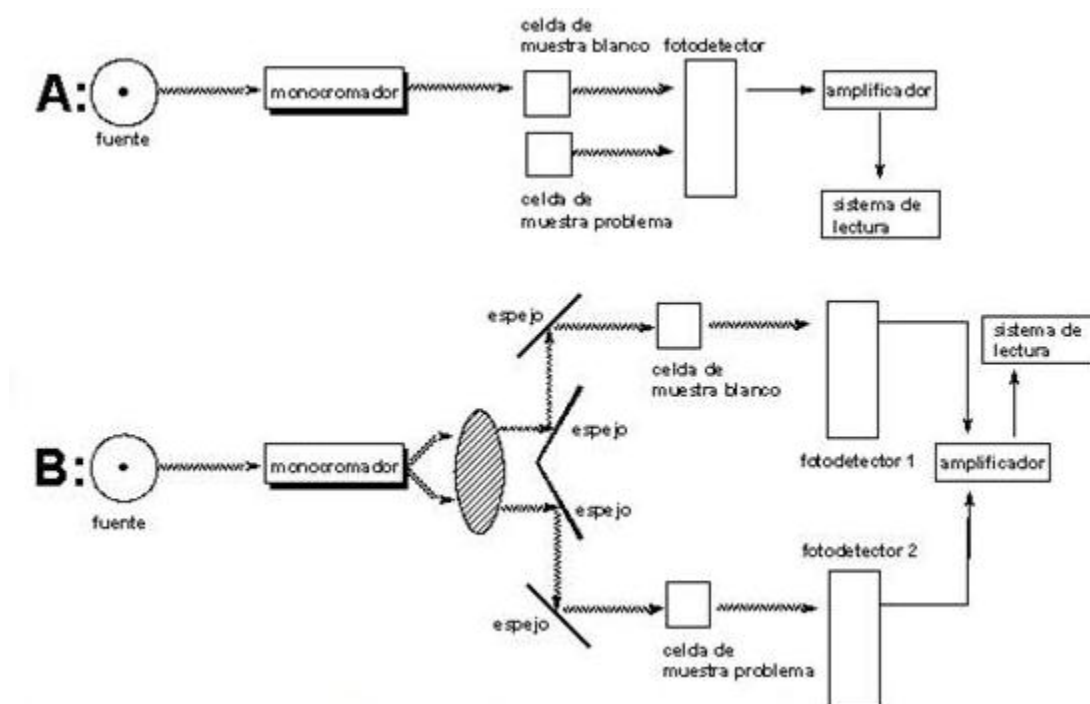 A:
fuente
monocromador
celda de
muestra blanco
fotodetector
celda de
muestra problema
amplificador
sistema de
lectura
B:
fuente
monocromador
espejo
espejo
espejo
espejo
celda de
muestra blanco
fotodetector 1
sistema de
lectura
amplificador
fotodetector 2
celda de
muestra problema